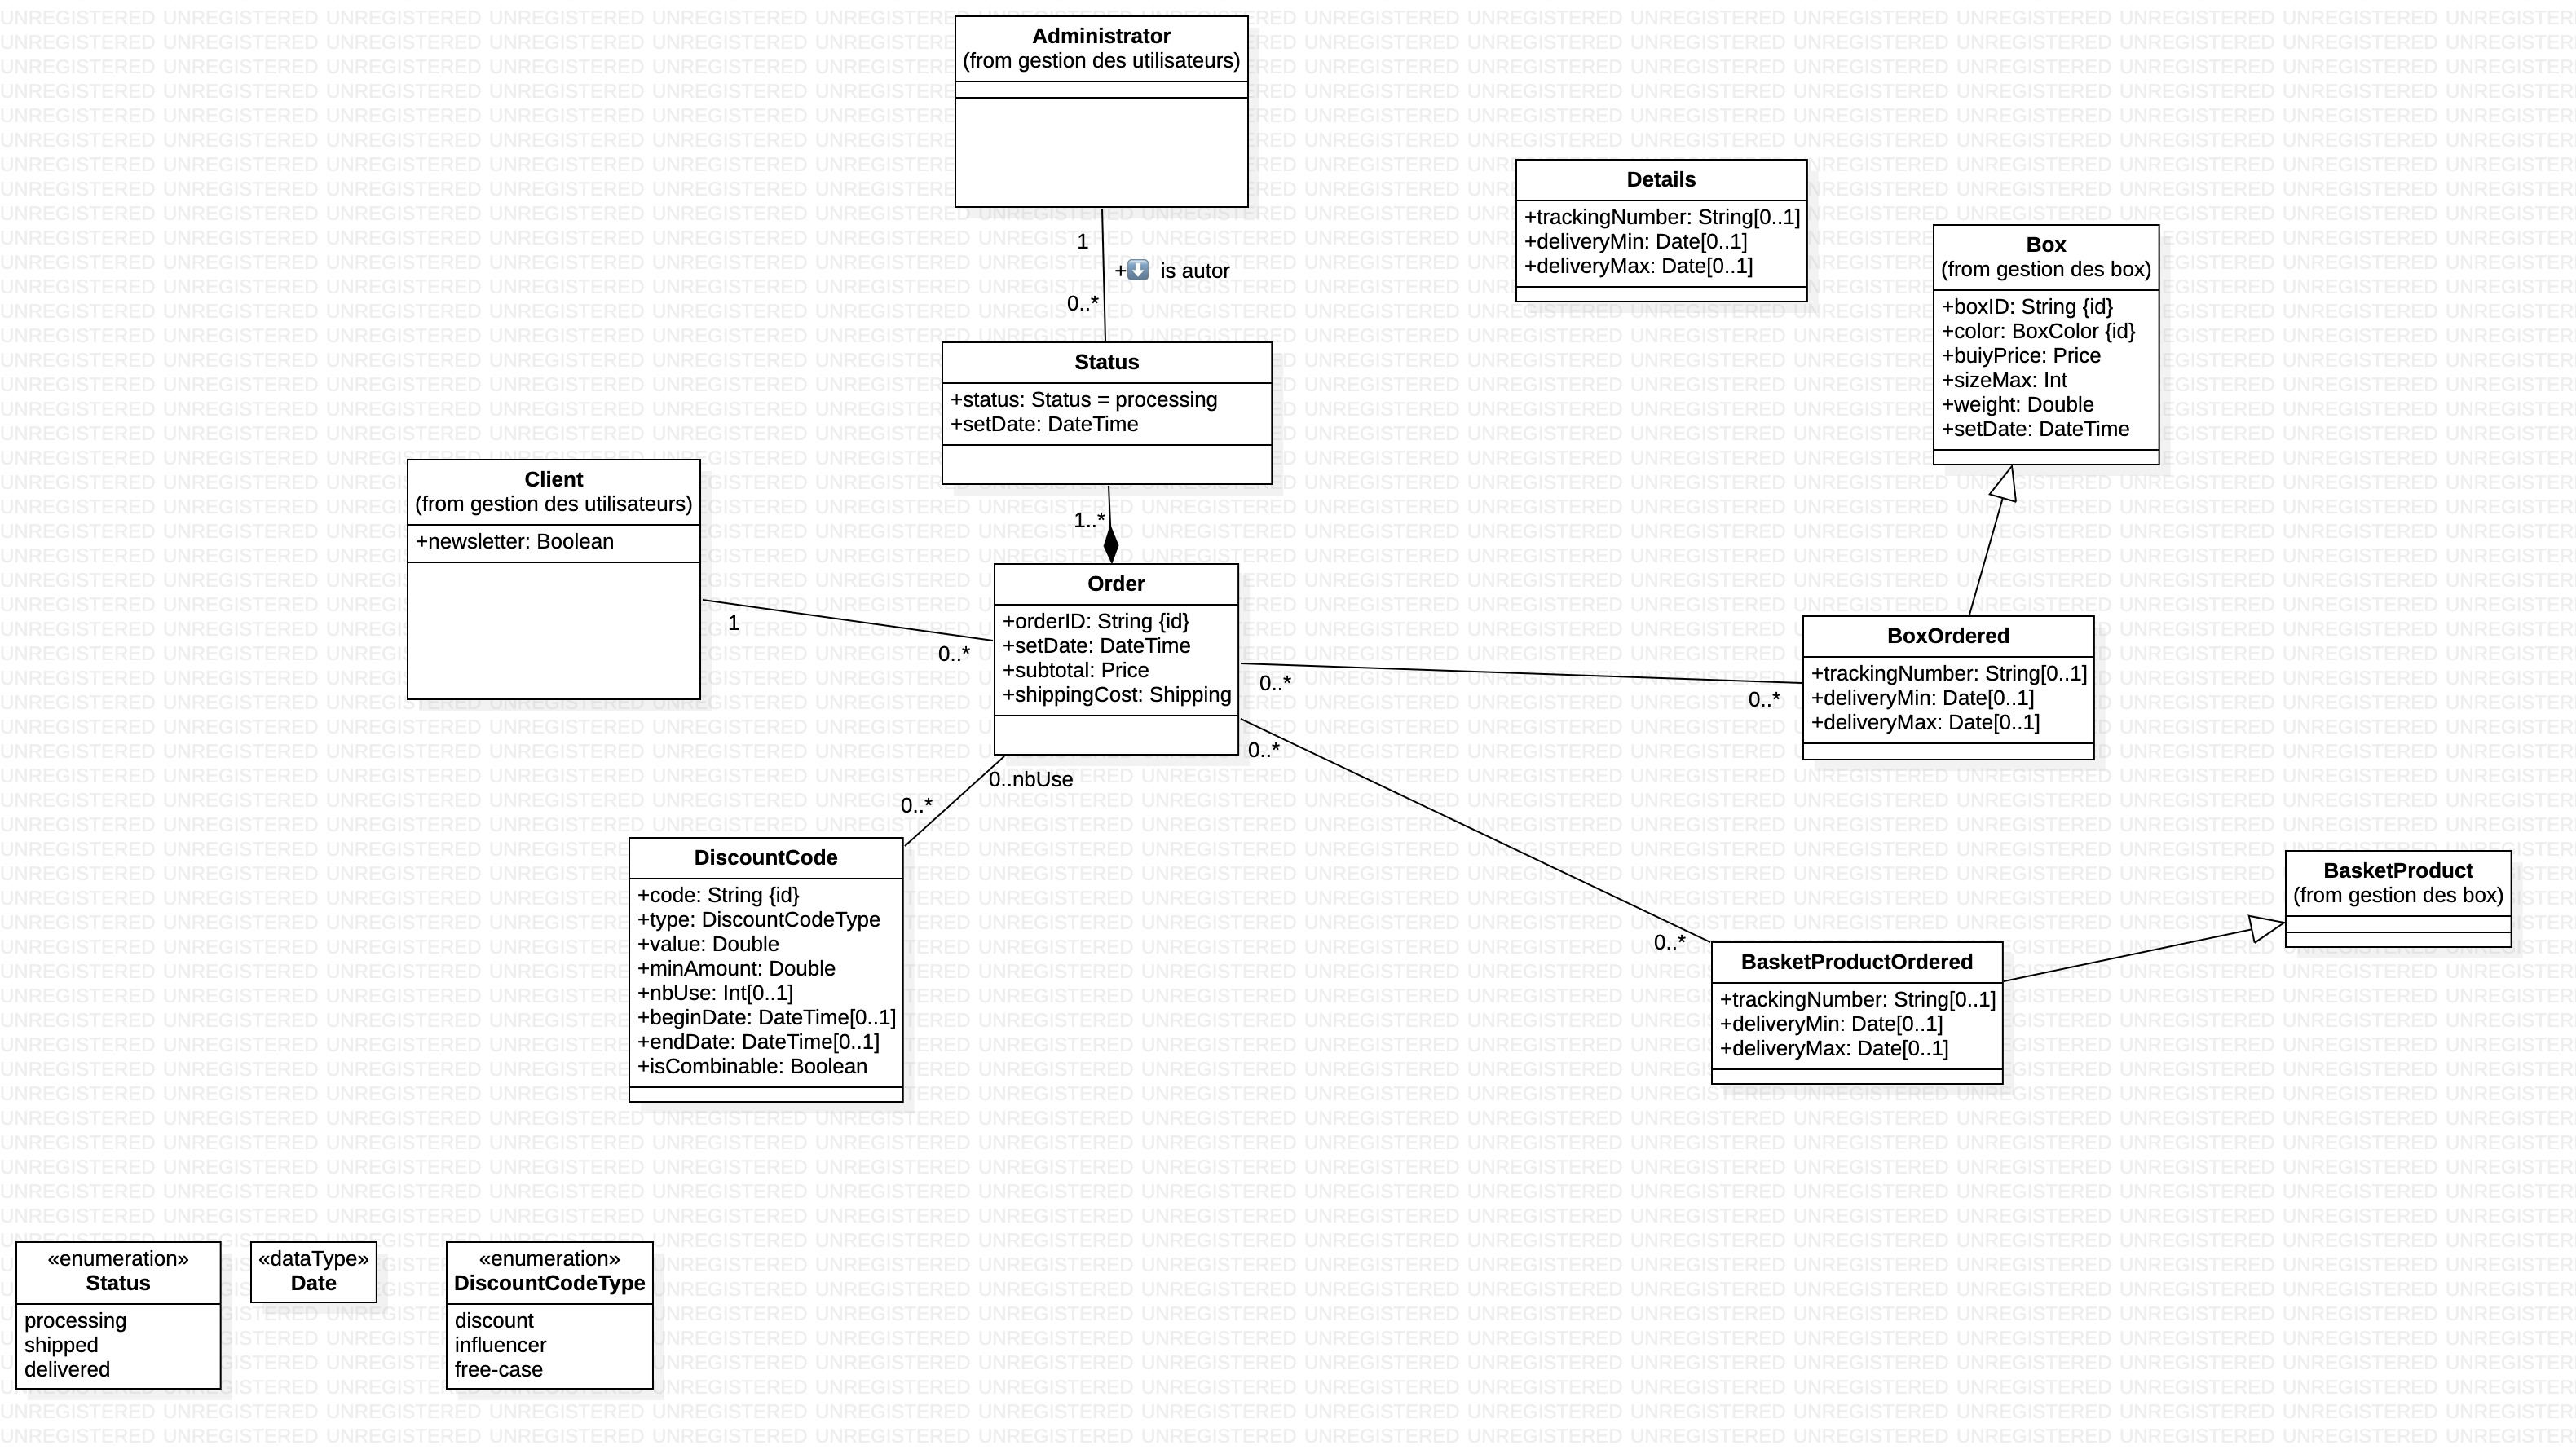 Administrator
(from gestion des utilisateurs)
1
+⬇️ is autor
0..*
Details
+trackingNumber: String[0..1]
+deliveryMin: Date[0..1]
+deliveryMax: Date[0..1]
Box
(from gestion des box)
+boxID: String {id}
+color: BoxColor {id}
+buiyPrice: Price
+sizeMax: Int
+weight: Double
+setDate: DateTime
Status
+status: Status = processing
+setDate: DateTime
1..*
Client
(from gestion des utilisateurs)
+newsletter: Boolean
1
0..*
Order
+orderID: String {id}
+setDate: DateTime
+subtotal: Price
+shippingCost: Shipping
0..*
0..*
BoxOrdered
+trackingNumber: String[0..1]
+deliveryMin: Date[0..1]
+deliveryMax: Date[0..1]
0..*
0..nbUse
0..*
DiscountCode
+code: String {id}
+type: DiscountCodeType
+value: Double
+minAmount: Double
+nbUse: Int[0..1]
+beginDate: DateTime[0..1]
+endDate: DateTime[0..1]
+isCombinable: Boolean
0..*
BasketProductOrdered
+trackingNumber: String[0..1]
+deliveryMin: Date[0..1]
+deliveryMax: Date[0..1]
BasketProduct
(from gestion des box)
«enumeration»
Status
processing
shipped
delivered
«dataType»
Date
«enumeration»
DiscountCodeType
discount
influencer
free-case
UNREGISTERED